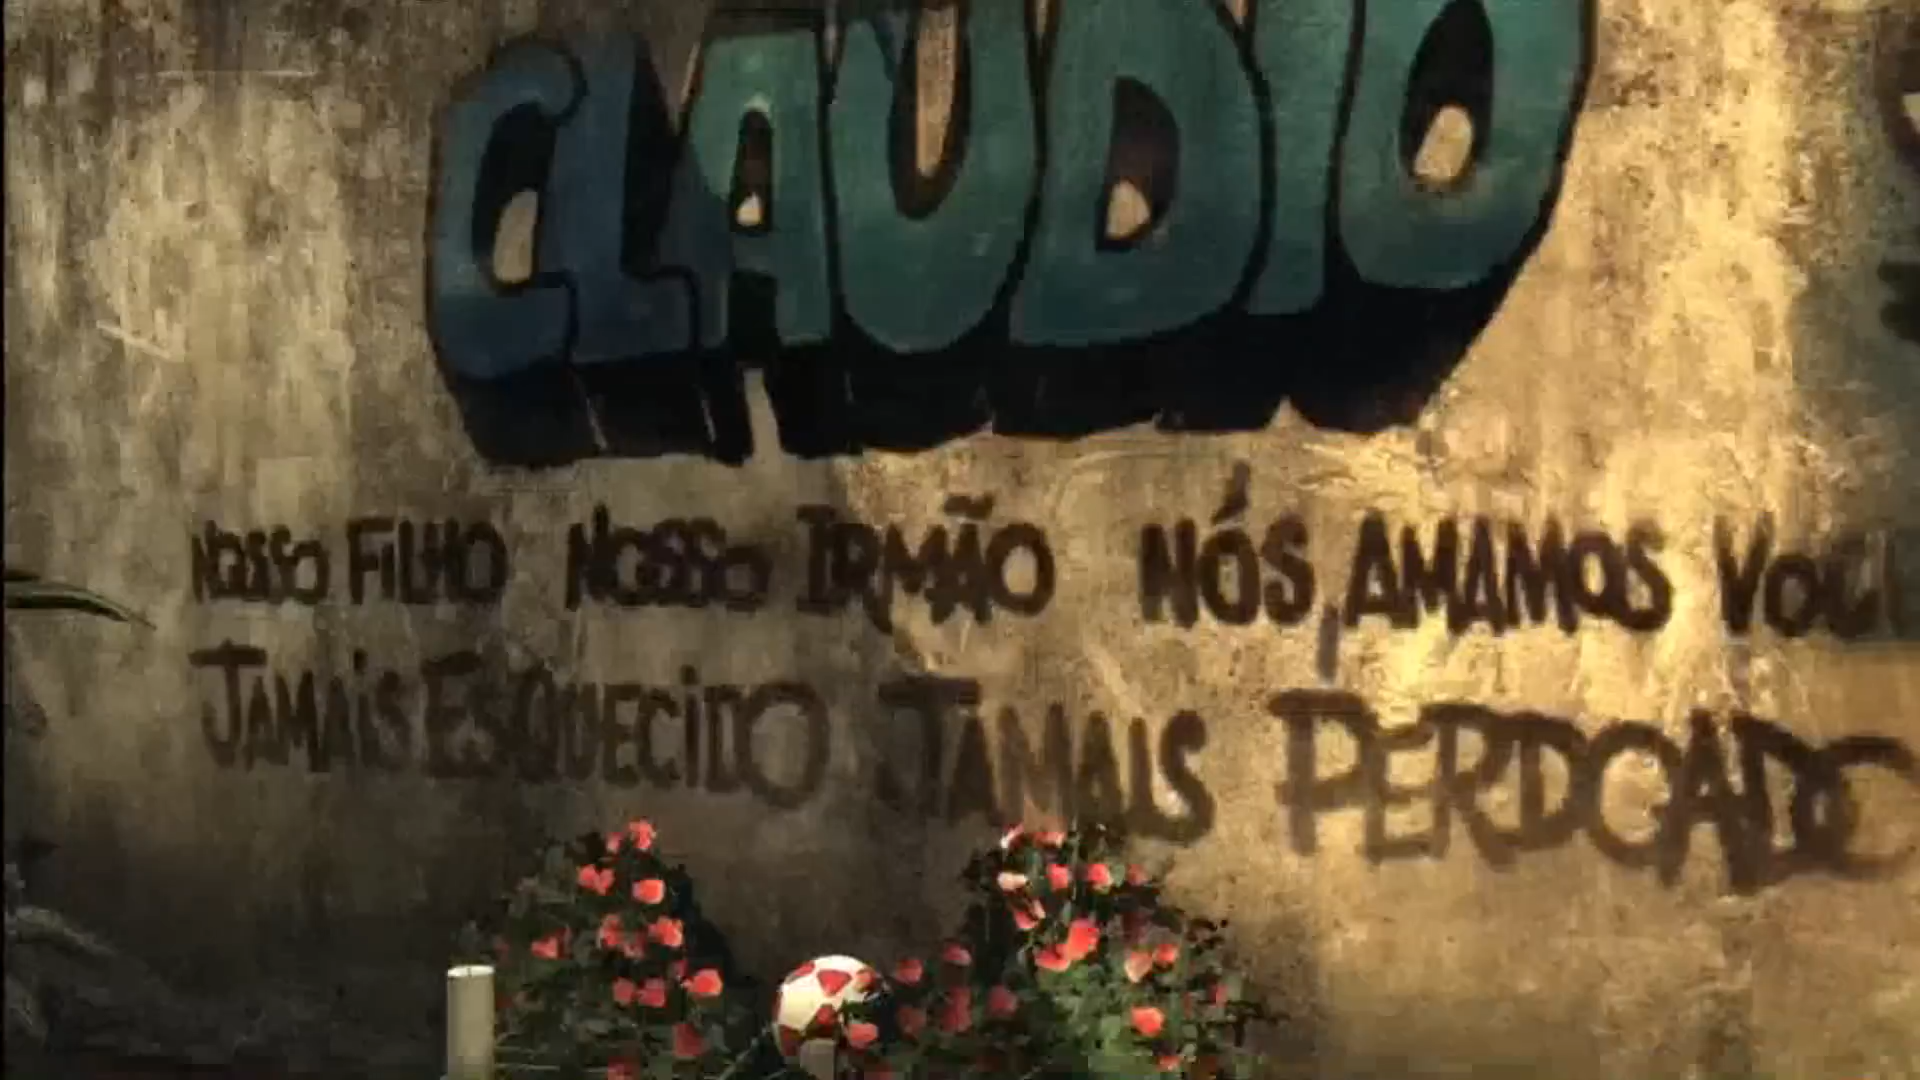 CLAUDIO
NOSSO FILHO NOSSO IRMÃO NÓS AMAMOS
JAMAIS ESQUECIDO JAMAIS PERDOADO